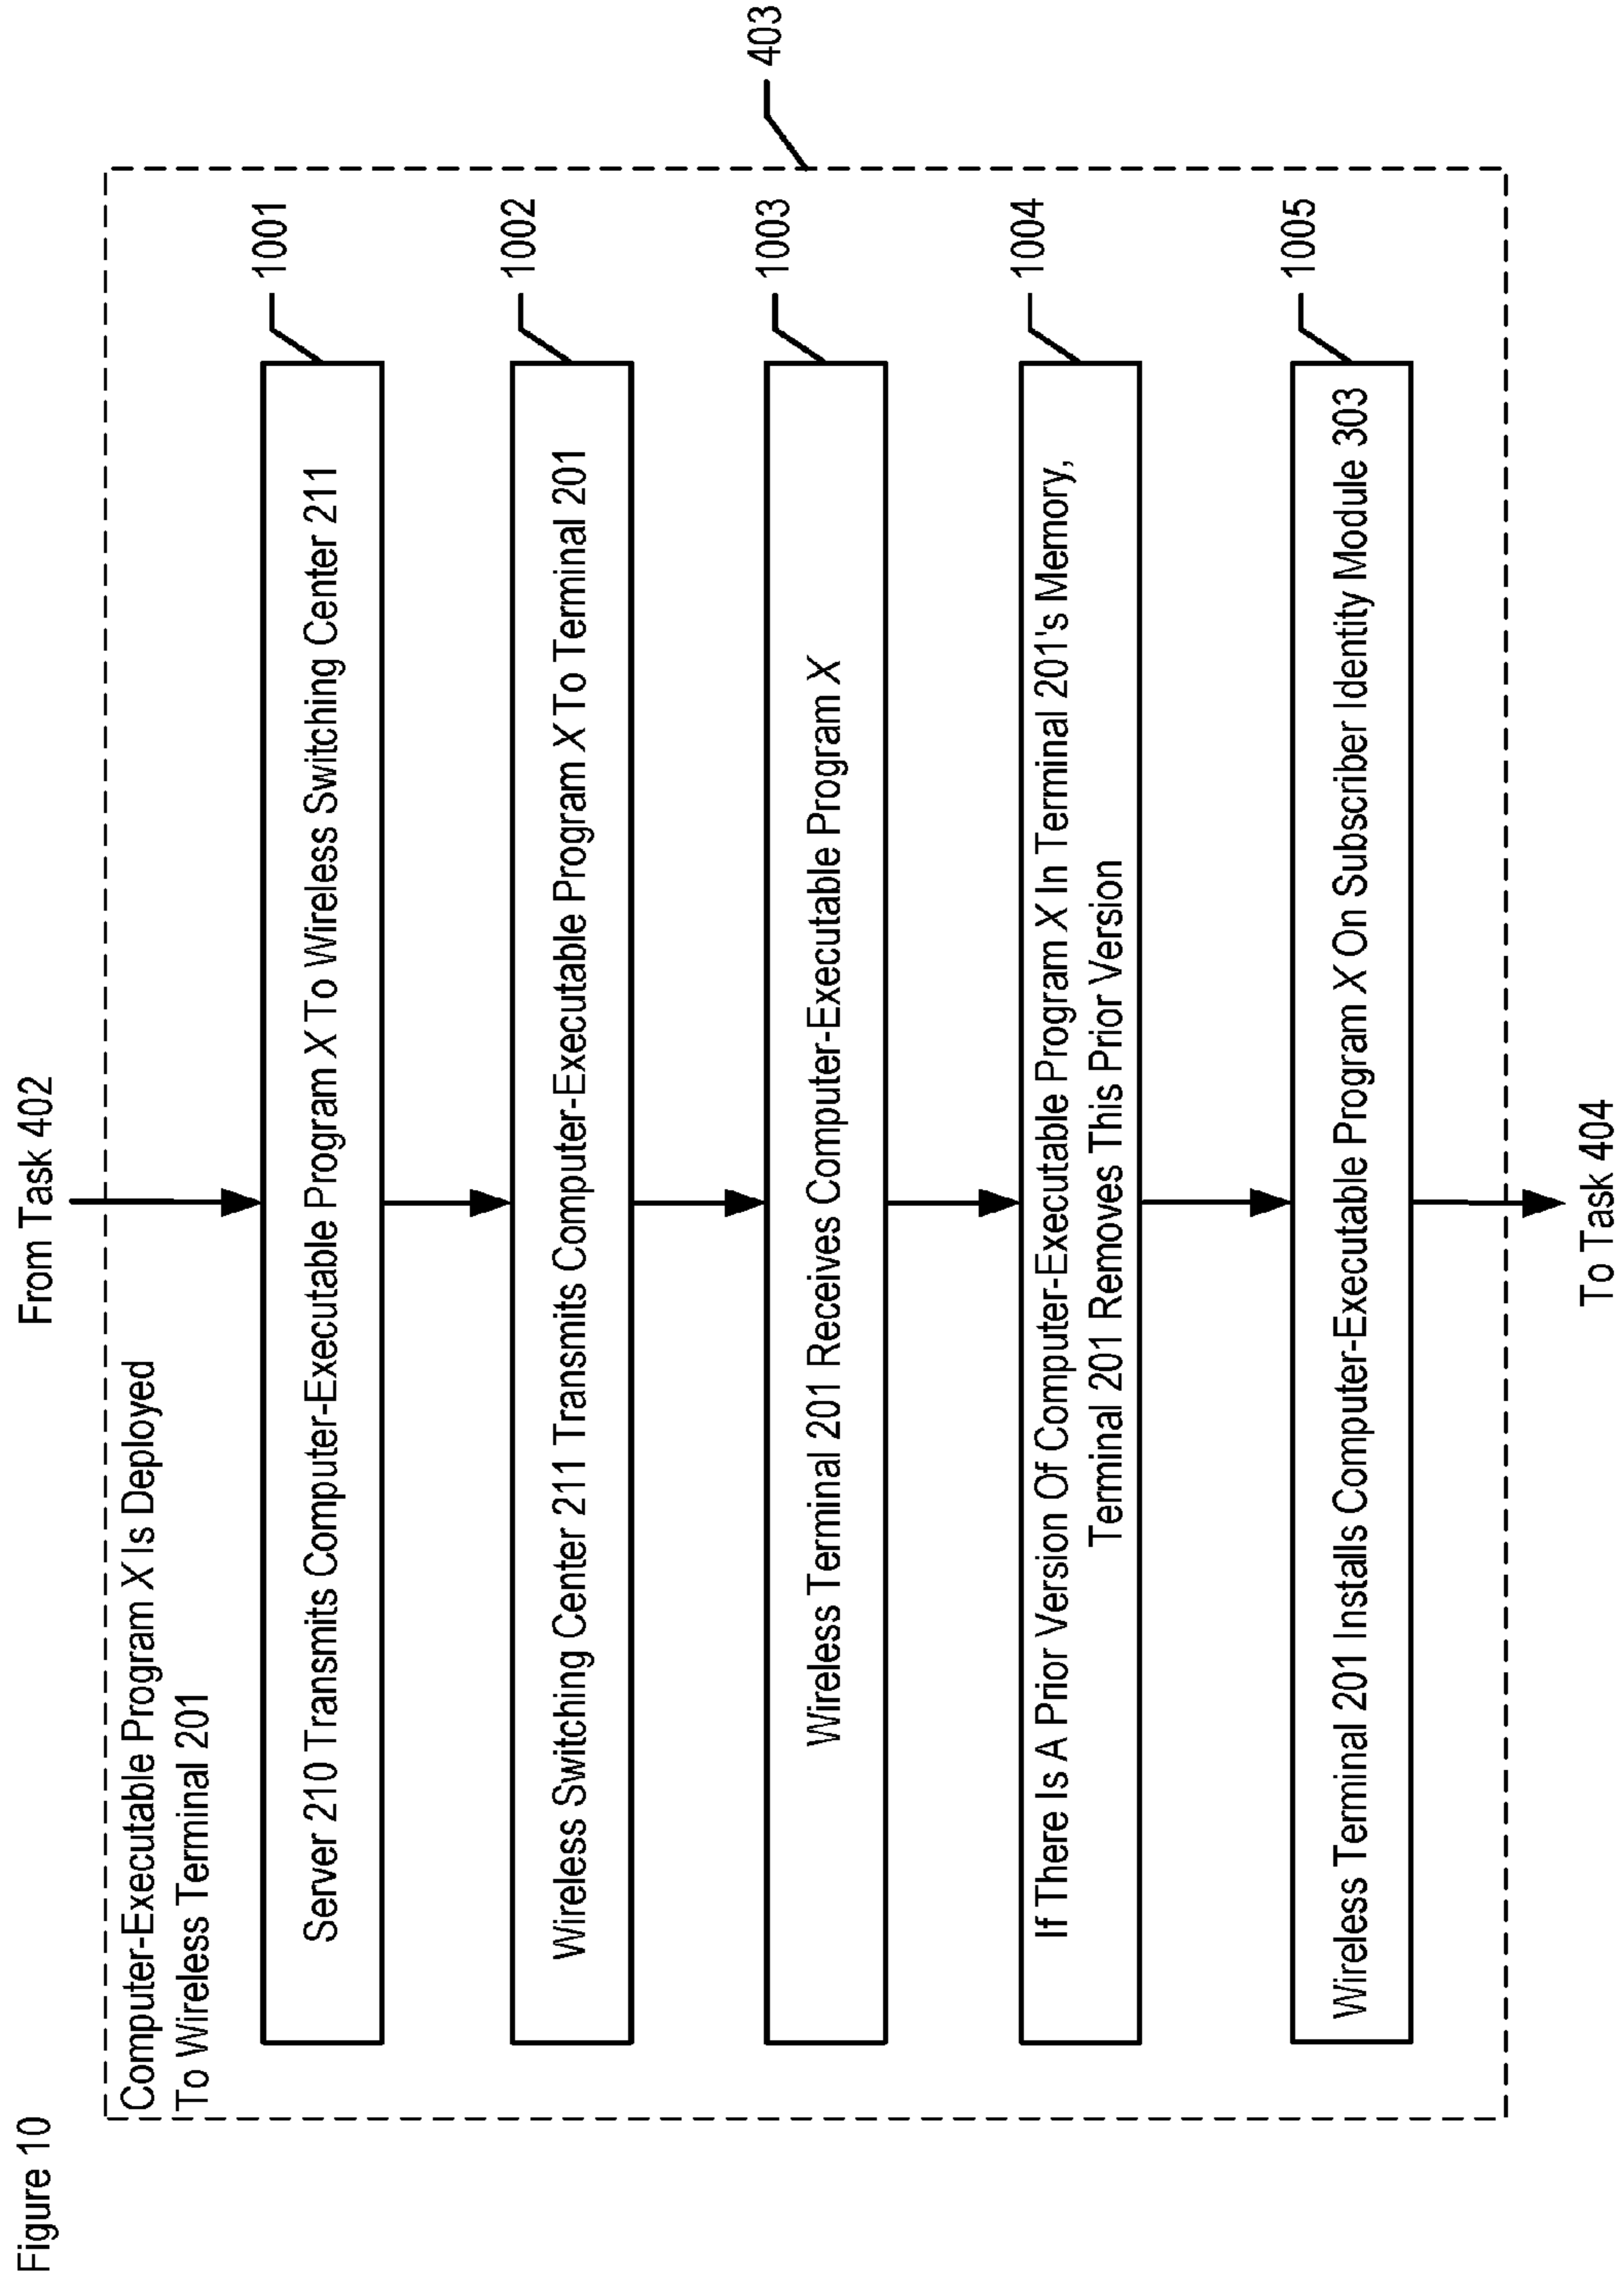 Figure 10
From Task 402
Computer-Executable Program X Is Deployed
To Wireless Terminal 201
403
1001
Server 210 Transmits Computer-Executable Program X To Wireless Switching Center 211
1002
Wireless Switching Center 211 Transmits Computer-Executable Program X To Terminal 201
1003
Wireless Terminal 201 Receives Computer-Executable Program X
1004
If There Is A Prior Version Of Computer-Executable Program X In Terminal 201's Memory,
Terminal 201 Removes This Prior Version
1005
Wireless Terminal 201 Installs Computer-Executable Program X On Subscriber Identity Module 303
To Task 404